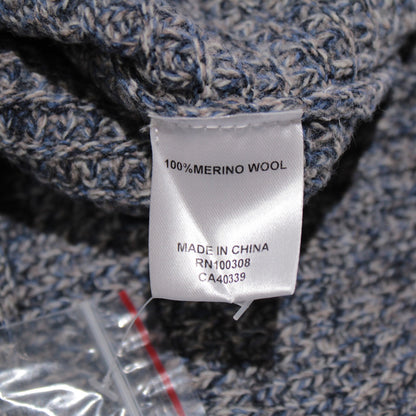 100%MERINO WOOL
MADE IN CHINA
RN100308
CA40339